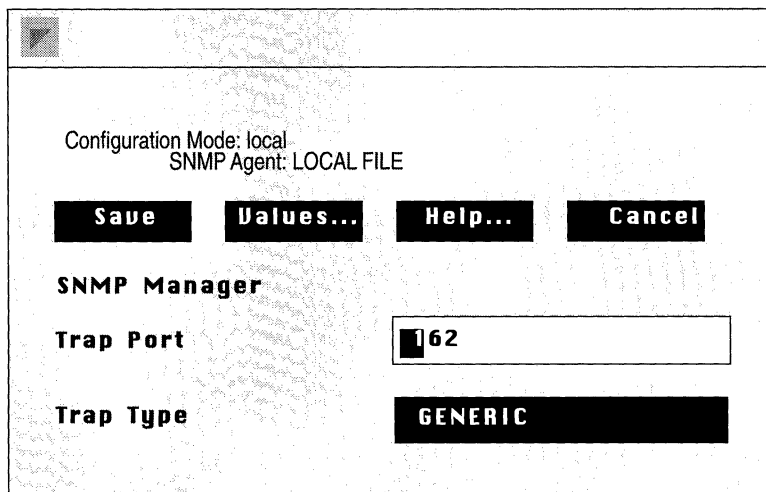 Configuration Mode: local
SNMP Agent: LOCAL FILE
Save Values... Help... Cancel
SNMP Manager
Trap Port 162
Trap Type GENERIC